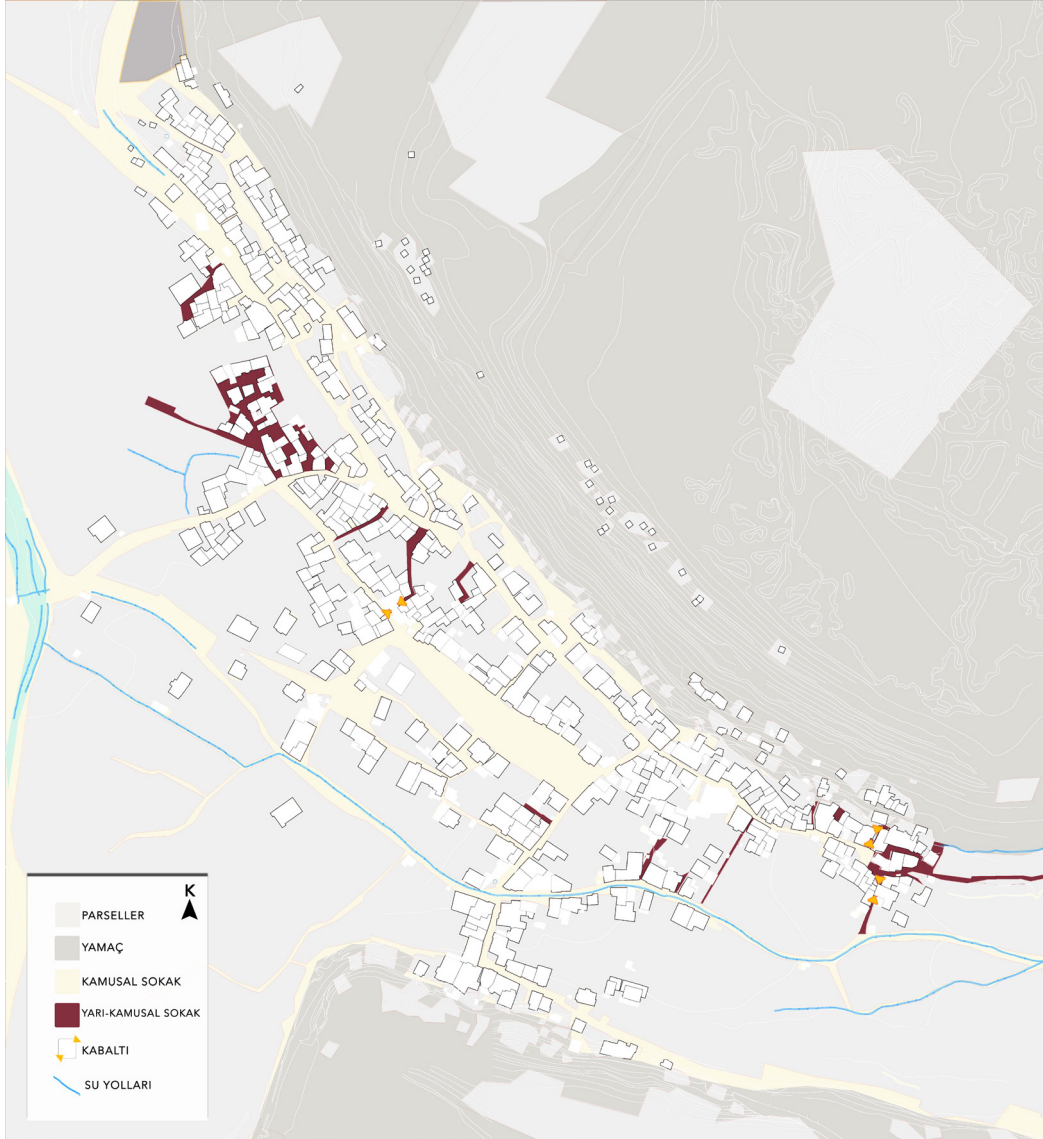 K
PARSELLER
YAMAÇ
KAMUSAL SOKAK
YARI-KAMUSAL SOKAK
KABALTI
SU YOLLARI